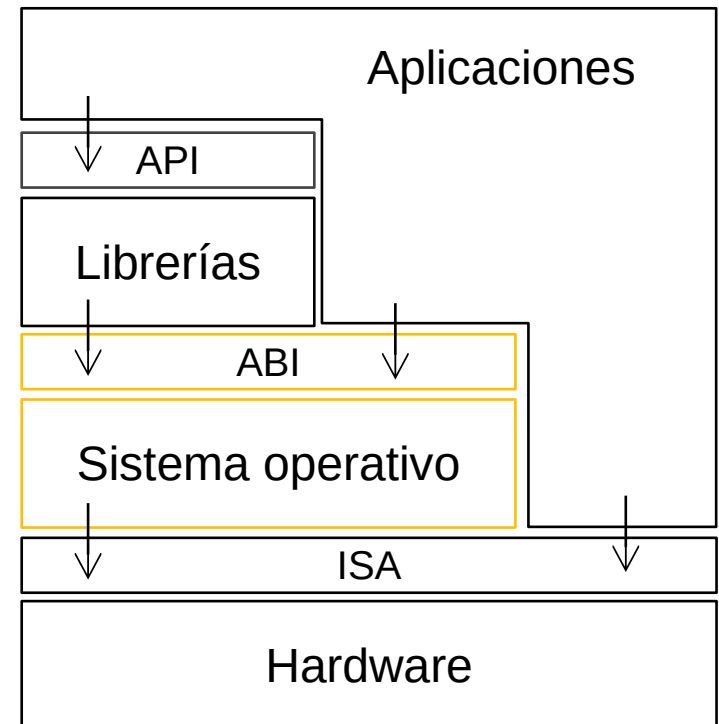 Aplicaciones
API
Librerías
ABI
Sistema operativo
ISA
Hardware